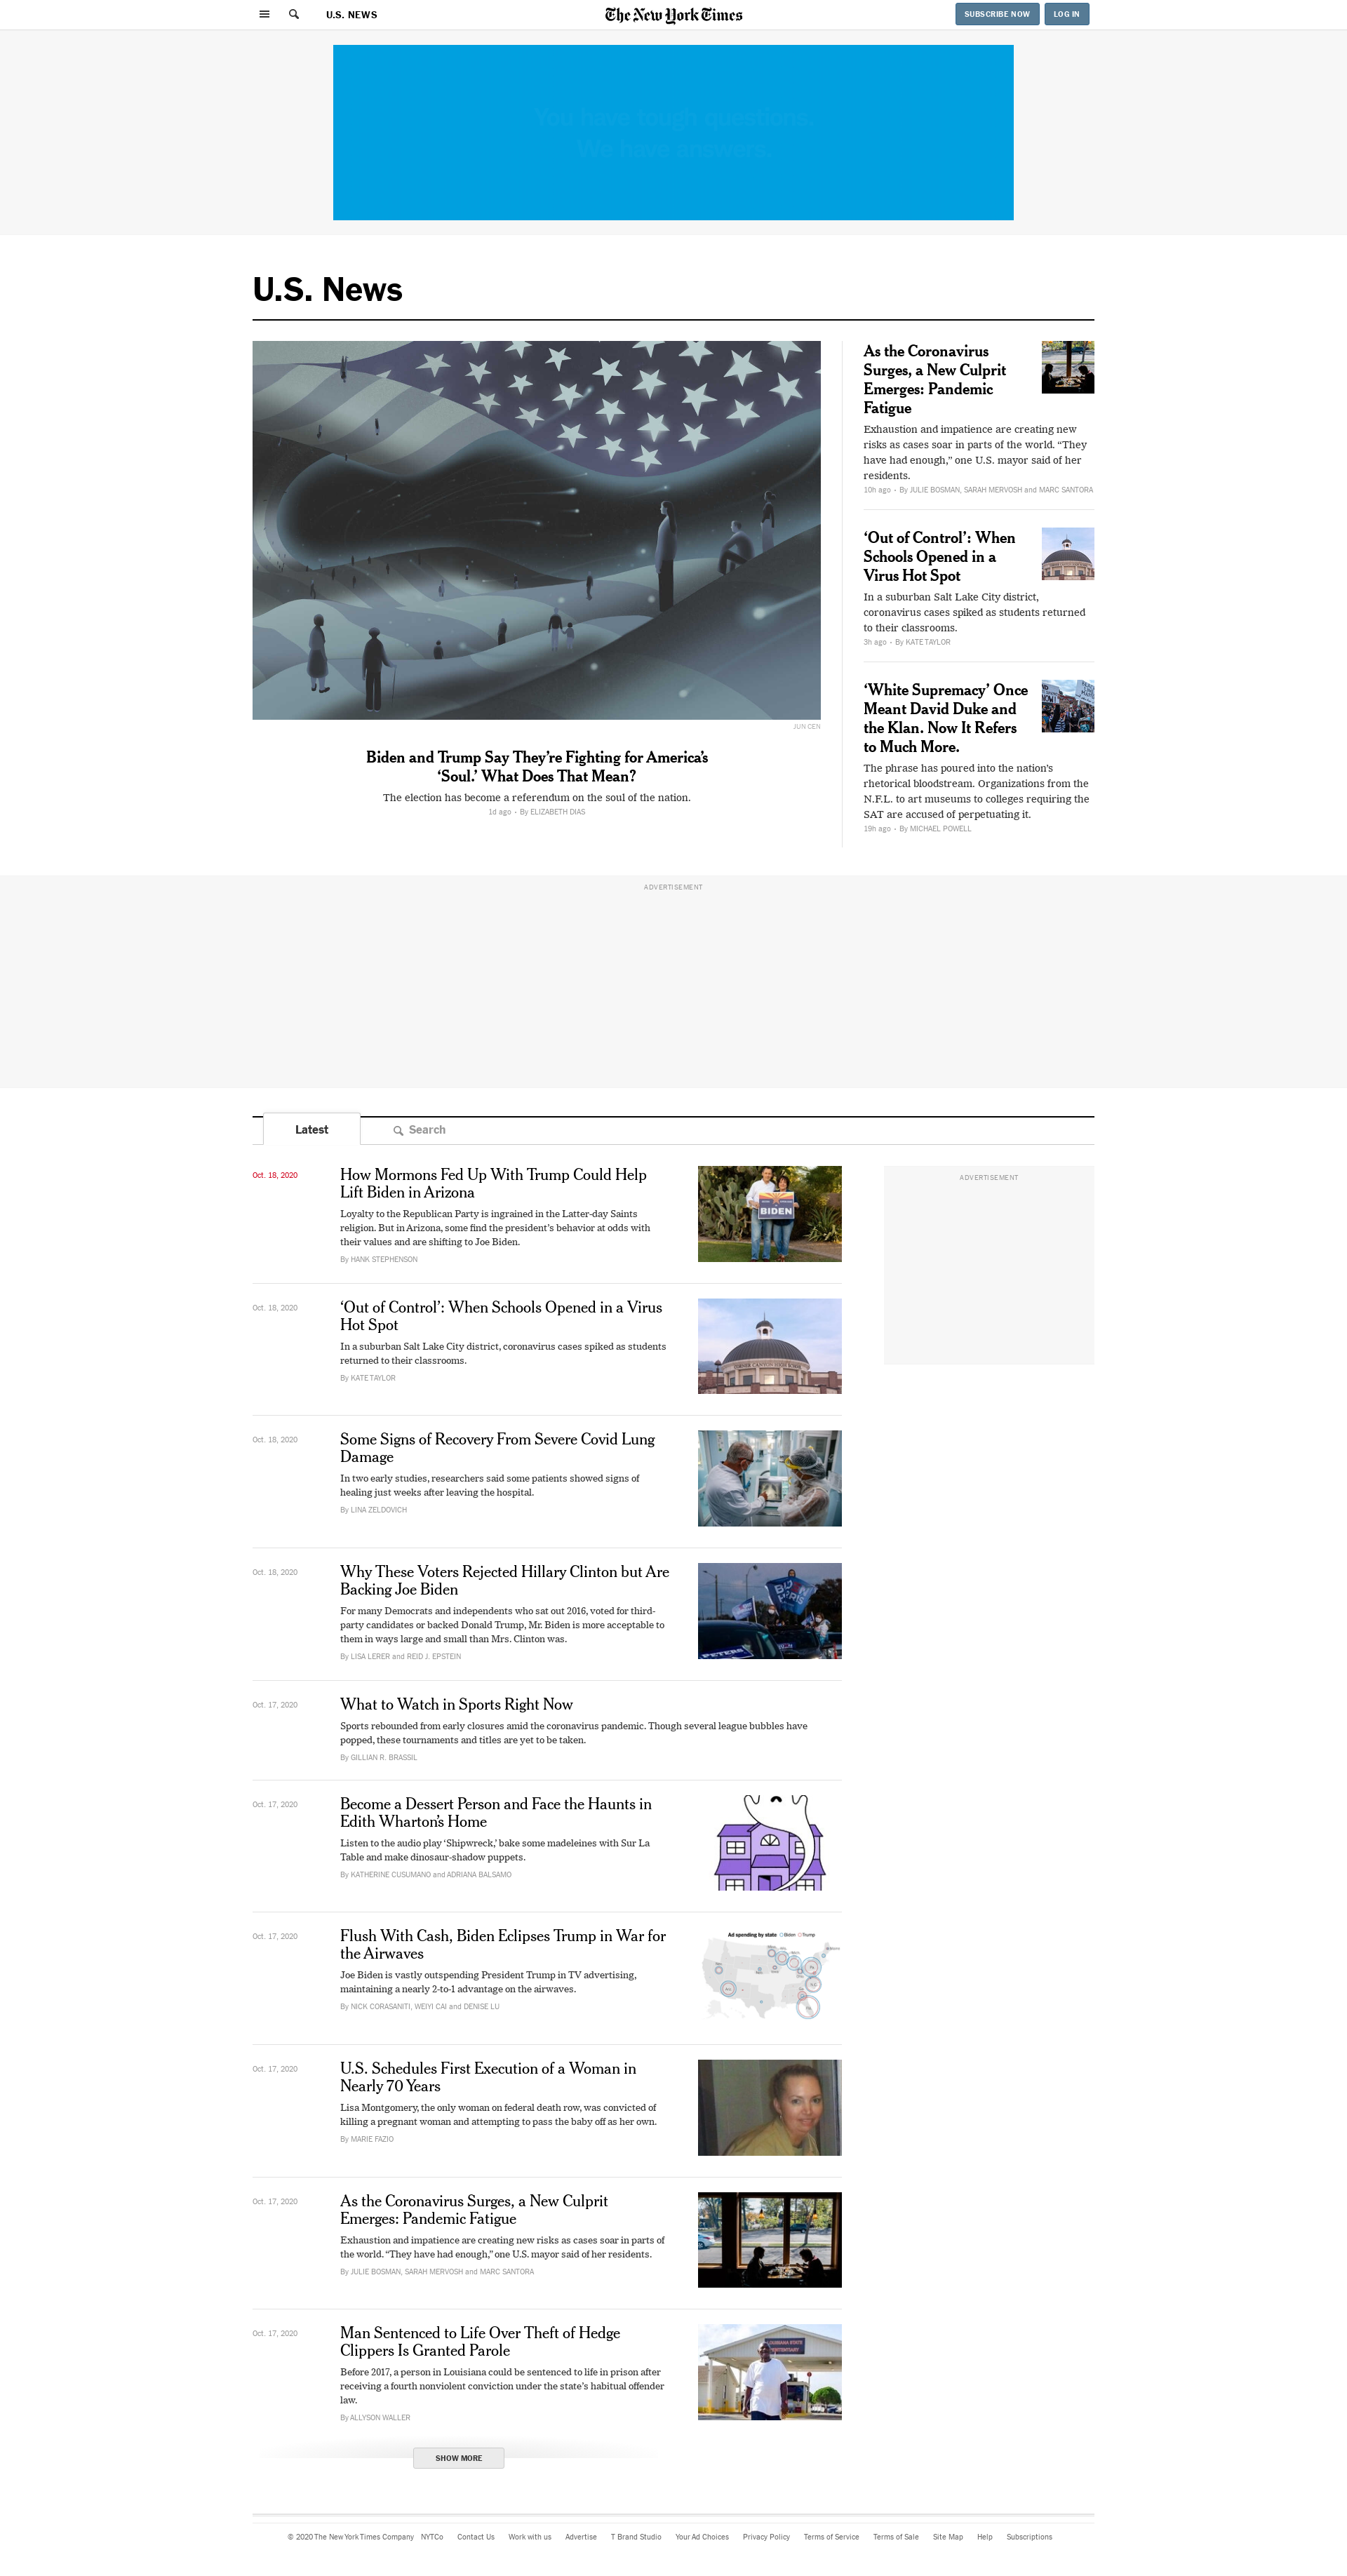 U.S. NEWS
The New York Times
SUBSCRIBE NOW
LOG IN
You have tough questions.
We have answers.
U.S. News
JUN CEN
Biden and Trump Say They’re Fighting for America’s
‘Soul.’ What Does That Mean?
The election has become a referendum on the soul of the nation.
1d ago • By ELIZABETH DIAS
As the Coronavirus
Surges, a New Culprit
Emerges: Pandemic
Fatigue
Exhaustion and impatience are creating new
risks as cases soar in parts of the world. “They
have had enough,” one U.S. mayor said of her
residents.
10h ago • By JULIE BOSMAN, SARAH MERVOSH and MARC SANTORA
‘Out of Control’: When
Schools Opened in a
Virus Hot Spot
In a suburban Salt Lake City district,
coronavirus cases spiked as students returned
to their classrooms.
3h ago • By KATE TAYLOR
‘White Supremacy’ Once
Meant David Duke and
the Klan. Now It Refers
to Much More.
The phrase has poured into the nation’s
rhetorical bloodstream. Organizations from the
N.F.L. to art museums to colleges requiring the
SAT are accused of perpetuating it.
19h ago • By MICHAEL POWELL
ADVERTISEMENT
Latest
Search
ADVERTISEMENT
Oct. 18, 2020
How Mormons Fed Up With Trump Could Help
Lift Biden in Arizona
Loyalty to the Republican Party is ingrained in the Latter-day Saints
religion. But in Arizona, some find the president’s behavior at odds with
their values and are shifting to Joe Biden.
By HANK STEPHENSON
BIDEN
Oct. 18, 2020
‘Out of Control’: When Schools Opened in a Virus
Hot Spot
In a suburban Salt Lake City district, coronavirus cases spiked as students
returned to their classrooms.
By KATE TAYLOR
Oct. 18, 2020
Some Signs of Recovery From Severe Covid Lung
Damage
In two early studies, researchers said some patients showed signs of
healing just weeks after leaving the hospital.
By LINA ZELDOVICH
Oct. 18, 2020
Why These Voters Rejected Hillary Clinton but Are
Backing Joe Biden
For many Democrats and independents who sat out 2016, voted for third-
party candidates or backed Donald Trump, Mr. Biden is more acceptable to
them in ways large and small than Mrs. Clinton was.
By LISA LERER and REID J. EPSTEIN
PETERS
Oct. 17, 2020
What to Watch in Sports Right Now
Sports rebounded from early closures amid the coronavirus pandemic. Though several league bubbles have
popped, these tournaments and titles are yet to be taken.
By GILLIAN R. BRASSIL
Oct. 17, 2020
Become a Dessert Person and Face the Haunts in
Edith Wharton’s Home
Listen to the audio play ‘Shipwreck,’ bake some madeleines with Sur La
Table and make dinosaur-shadow puppets.
By KATHERINE CUSUMANO and ADRIANA BALSAMO
Oct. 17, 2020
Flush With Cash, Biden Eclipses Trump in War for
the Airwaves
Joe Biden is vastly outspending President Trump in TV advertising,
maintaining a nearly 2-to-1 advantage on the airwaves.
By NICK CORASANITI, WEIYI CAI and DENISE LU
Ad spending by state Biden Trump
Oct. 17, 2020
U.S. Schedules First Execution of a Woman in
Nearly 70 Years
Lisa Montgomery, the only woman on federal death row, was convicted of
killing a pregnant woman and attempting to pass the baby off as her own.
By MARIE FAZIO
Oct. 17, 2020
As the Coronavirus Surges, a New Culprit
Emerges: Pandemic Fatigue
Exhaustion and impatience are creating new risks as cases soar in parts of
the world. “They have had enough,” one U.S. mayor said of her residents.
By JULIE BOSMAN, SARAH MERVOSH and MARC SANTORA
Oct. 17, 2020
Man Sentenced to Life Over Theft of Hedge
Clippers Is Granted Parole
Before 2017, a person in Louisiana could be sentenced to life in prison after
receiving a fourth nonviolent conviction under the state’s habitual offender
law.
By ALLYSON WALLER
SHOW MORE
© 2020 The New York Times Company NYTCo Contact Us Work with us Advertise T Brand Studio Your Ad Choices Privacy Policy Terms of Service Terms of Sale Site Map Help Subscriptions